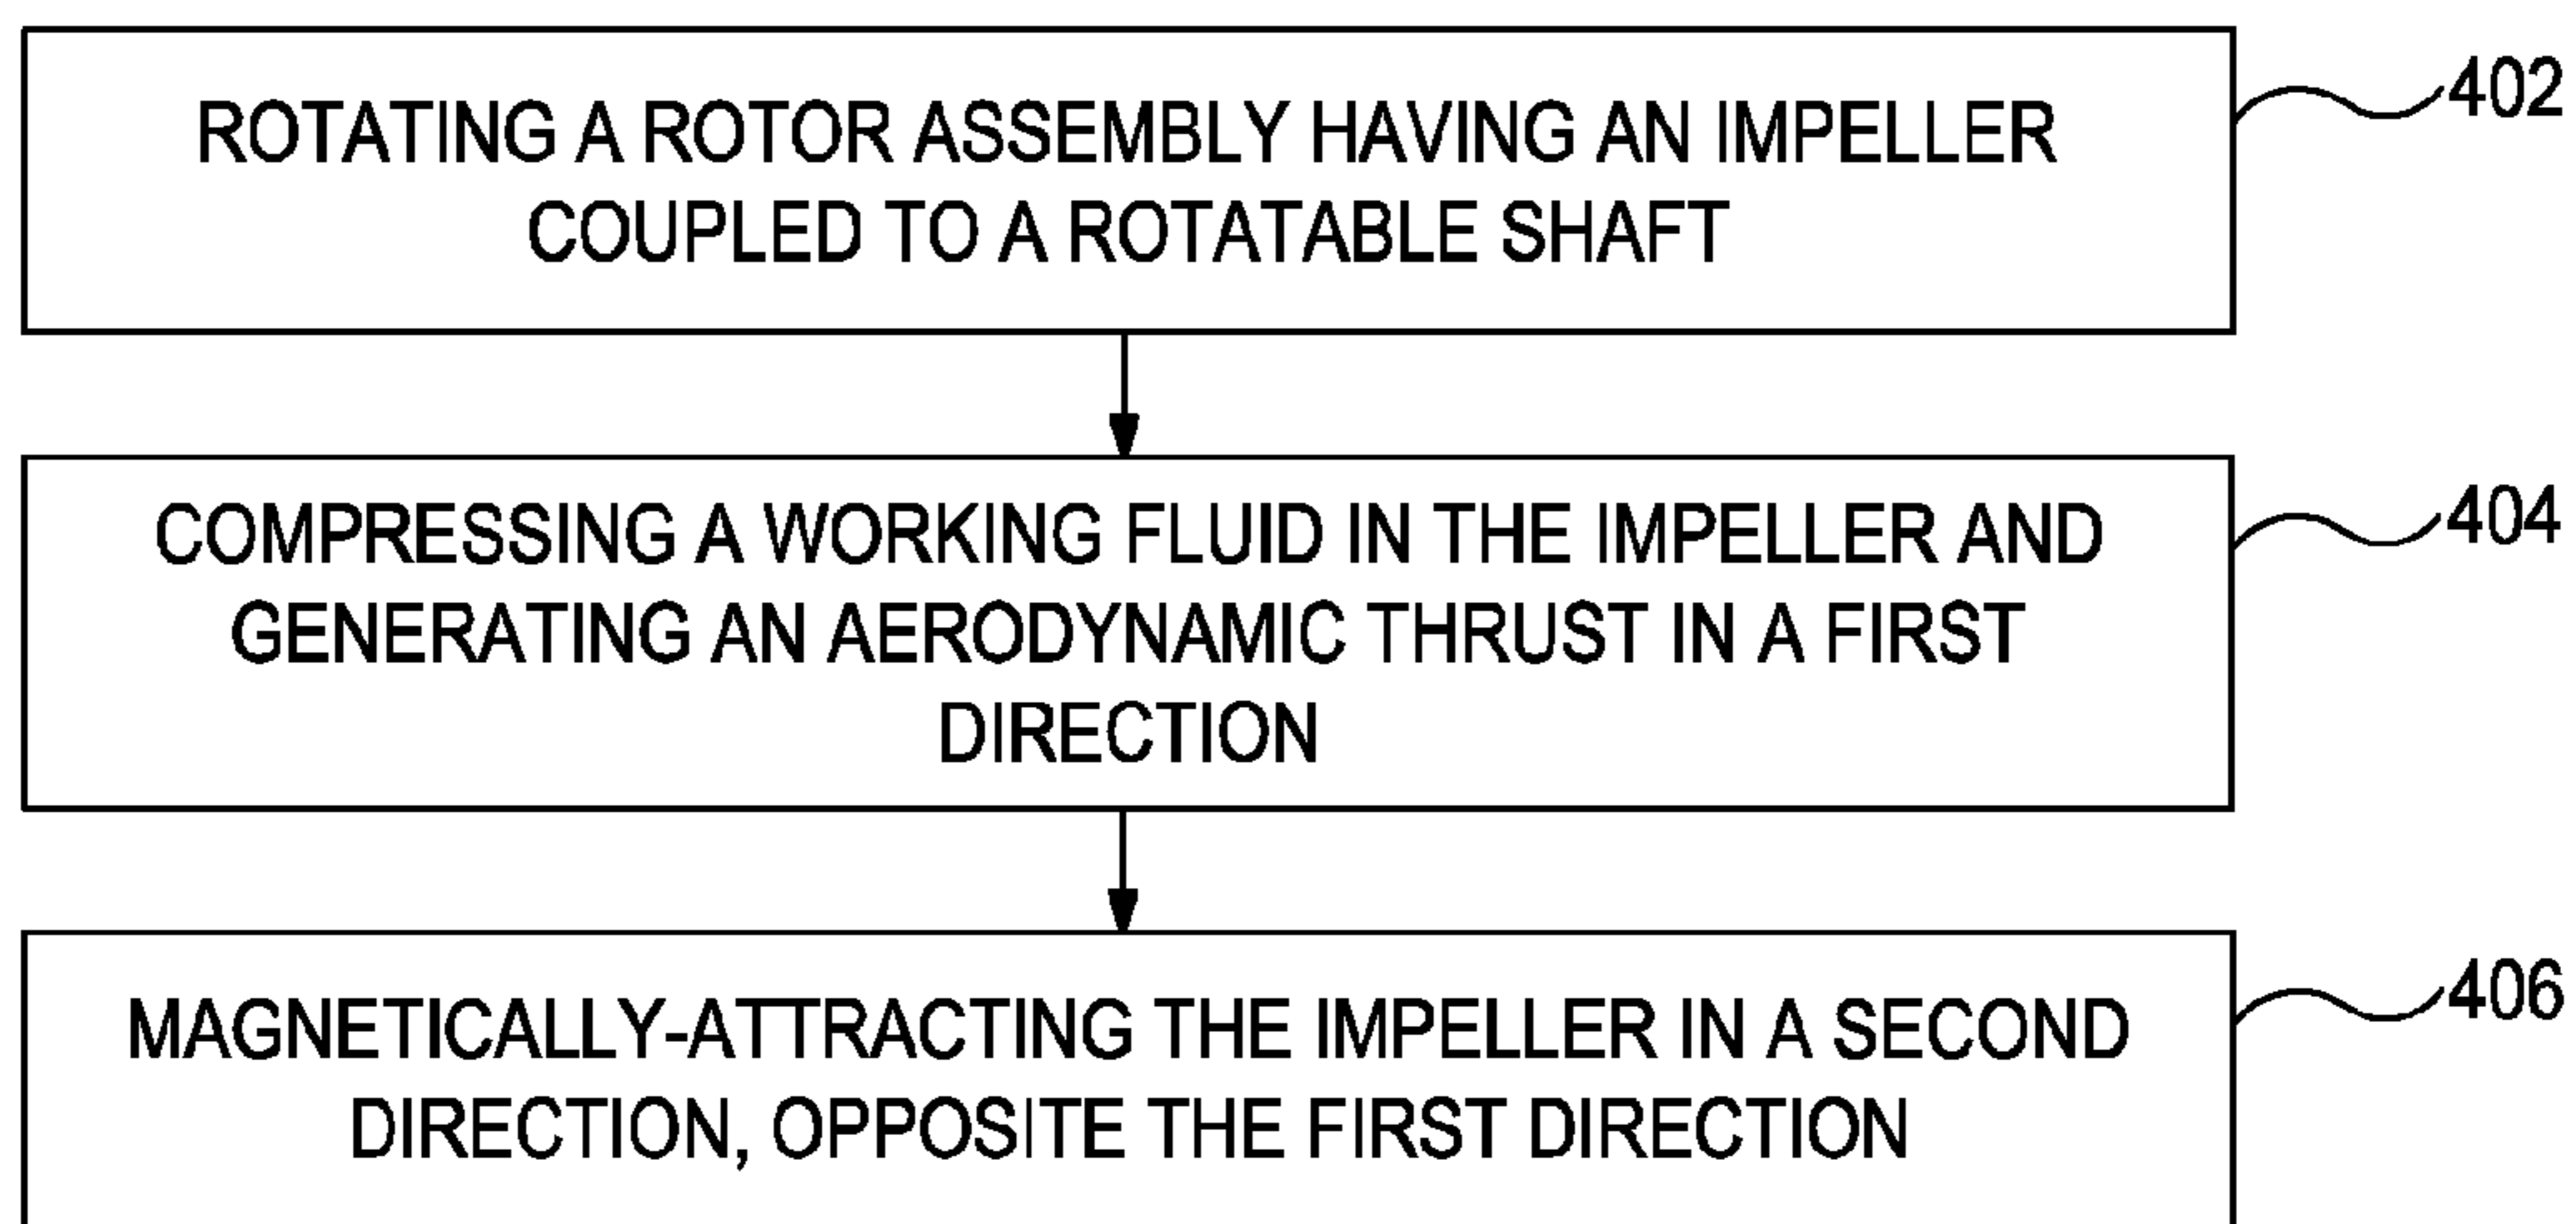 ROTATING A ROTOR ASSEMBLY HAVING AN IMPELLER
COUPLED TO A ROTATABLE SHAFT
402
COMPRESSING A WORKING FLUID IN THE IMPELLER AND
GENERATING AN AERODYNAMIC THRUST IN A FIRST
DIRECTION
404
MAGNETICALLY-ATTRACTING THE IMPELLER IN A SECOND
DIRECTION, OPPOSITE THE FIRST DIRECTION
406